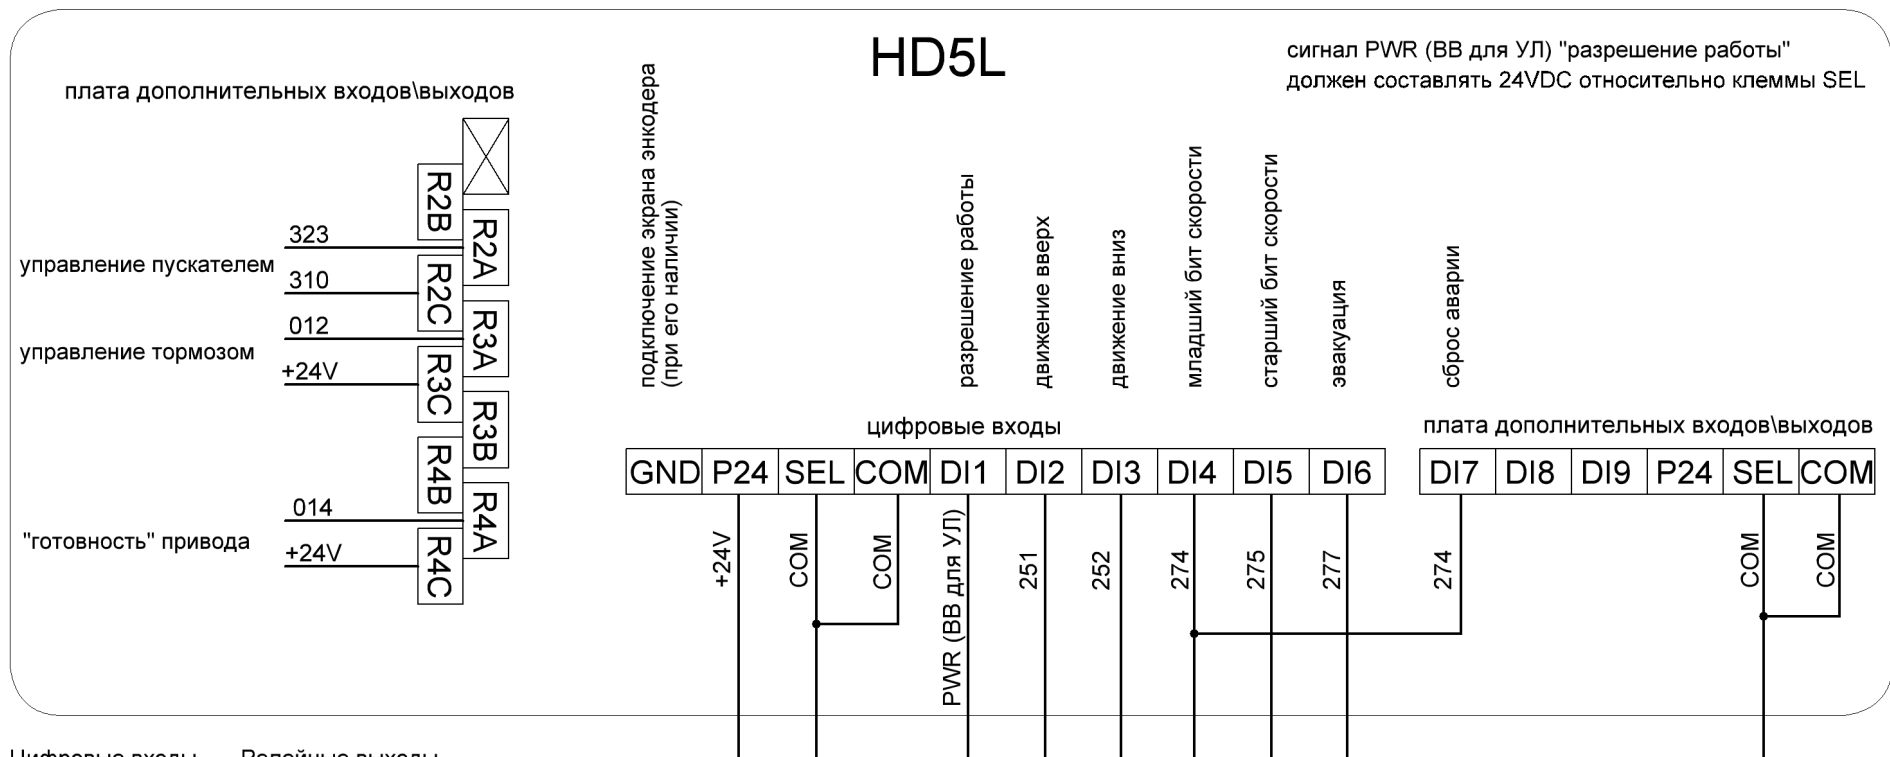 HD5L
сигнал PWR (ВВ для УЛ) "разрешение работы"
должен составлять 24VDC относительно клеммы SEL
плата дополнительных входов\выходов
R2B
R2A
323
управление пускателем
310
R2C
012
R3A
управление тормозом
+24V
R3C
R3B
R4B
014
R4A
"готовность" привода
+24V
R4C
подключение экрана энкодера
(при его наличии)
разрешение работы
движение вверх
движение вниз
младший бит скорости
старший бит скорости
эвакуация
сброс аварии
цифровые входы
плата дополнительных входов\выходов
GND P24 SEL COM DI1 DI2 DI3 DI4 DI5 DI6
DI7 DI8 DI9 P24 SEL COM
+24V
COM
COM
PWR (ВВ для УЛ)
251
252
274
275
277
274
COM
COM
Цифровые входы Релейные выходы